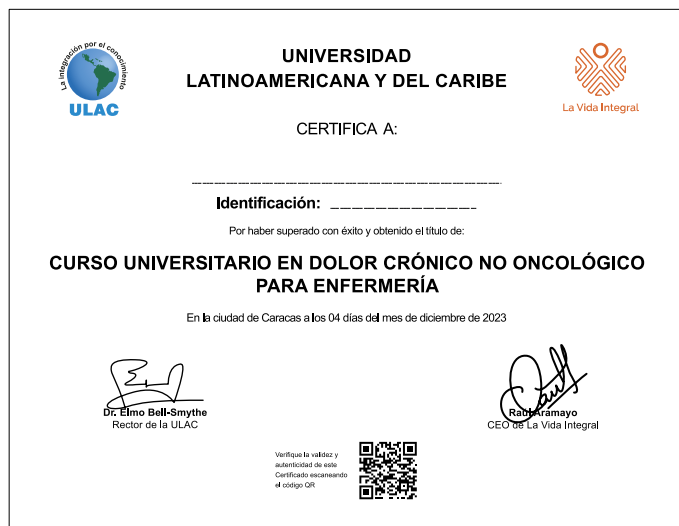 La integración por el conocimiento
ULAC
UNIVERSIDAD
LATINOAMERICANA Y DEL CARIBE
La Vida Integral
CERTIFICA A:
Identificación:
Por haber superado con éxito y obtenido el título de:
CURSO UNIVERSITARIO EN DOLOR CRÓNICO NO ONCOLÓGICO
PARA ENFERMERÍA
En la ciudad de Caracas a los 04 días del mes de diciembre de 2023
Dr. Elmo Bell-Smythe
Rector de la ULAC
Raúl Aramayo
CEO de La Vida Integral
Verifique la validez y
autenticidad de este
Certificado escaneando
el código QR